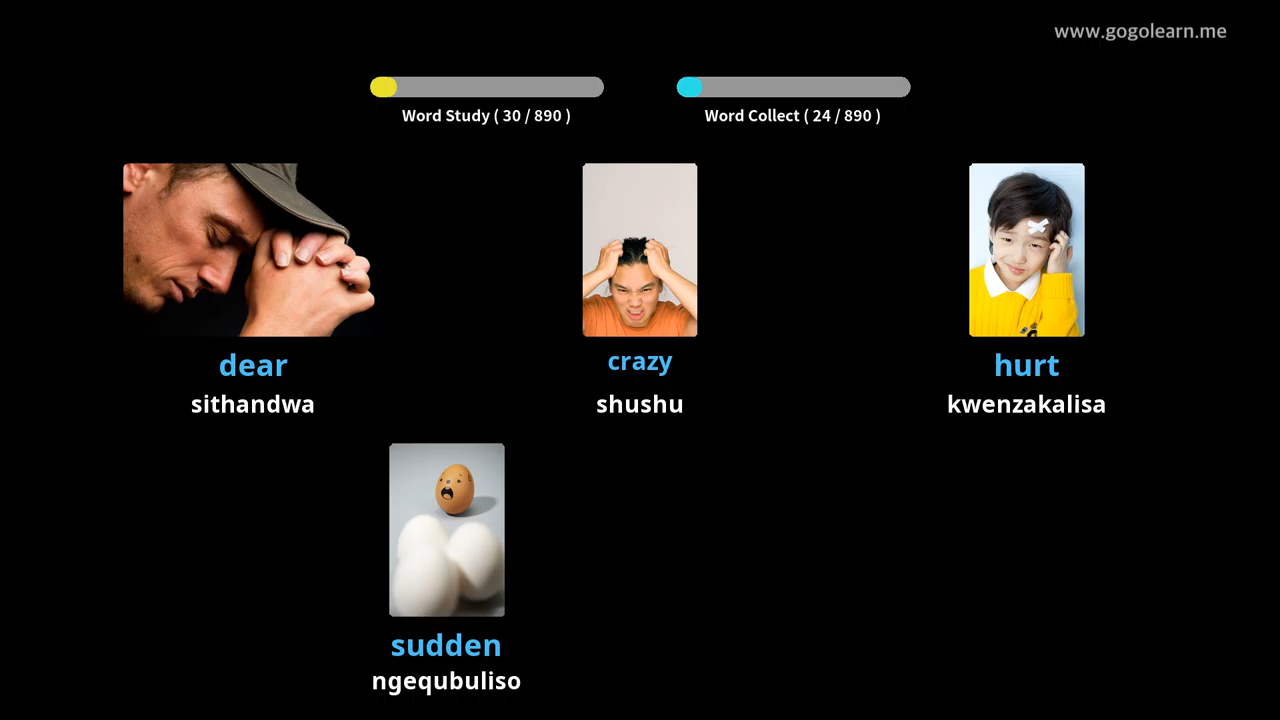 www.gogolearn.me
Word Study ( 30 / 890 )
Word Collect ( 24 / 890 )
dear
crazy
hurt
sithandwa
shushu
kwenzakalisa
sudden
ngequbuliso